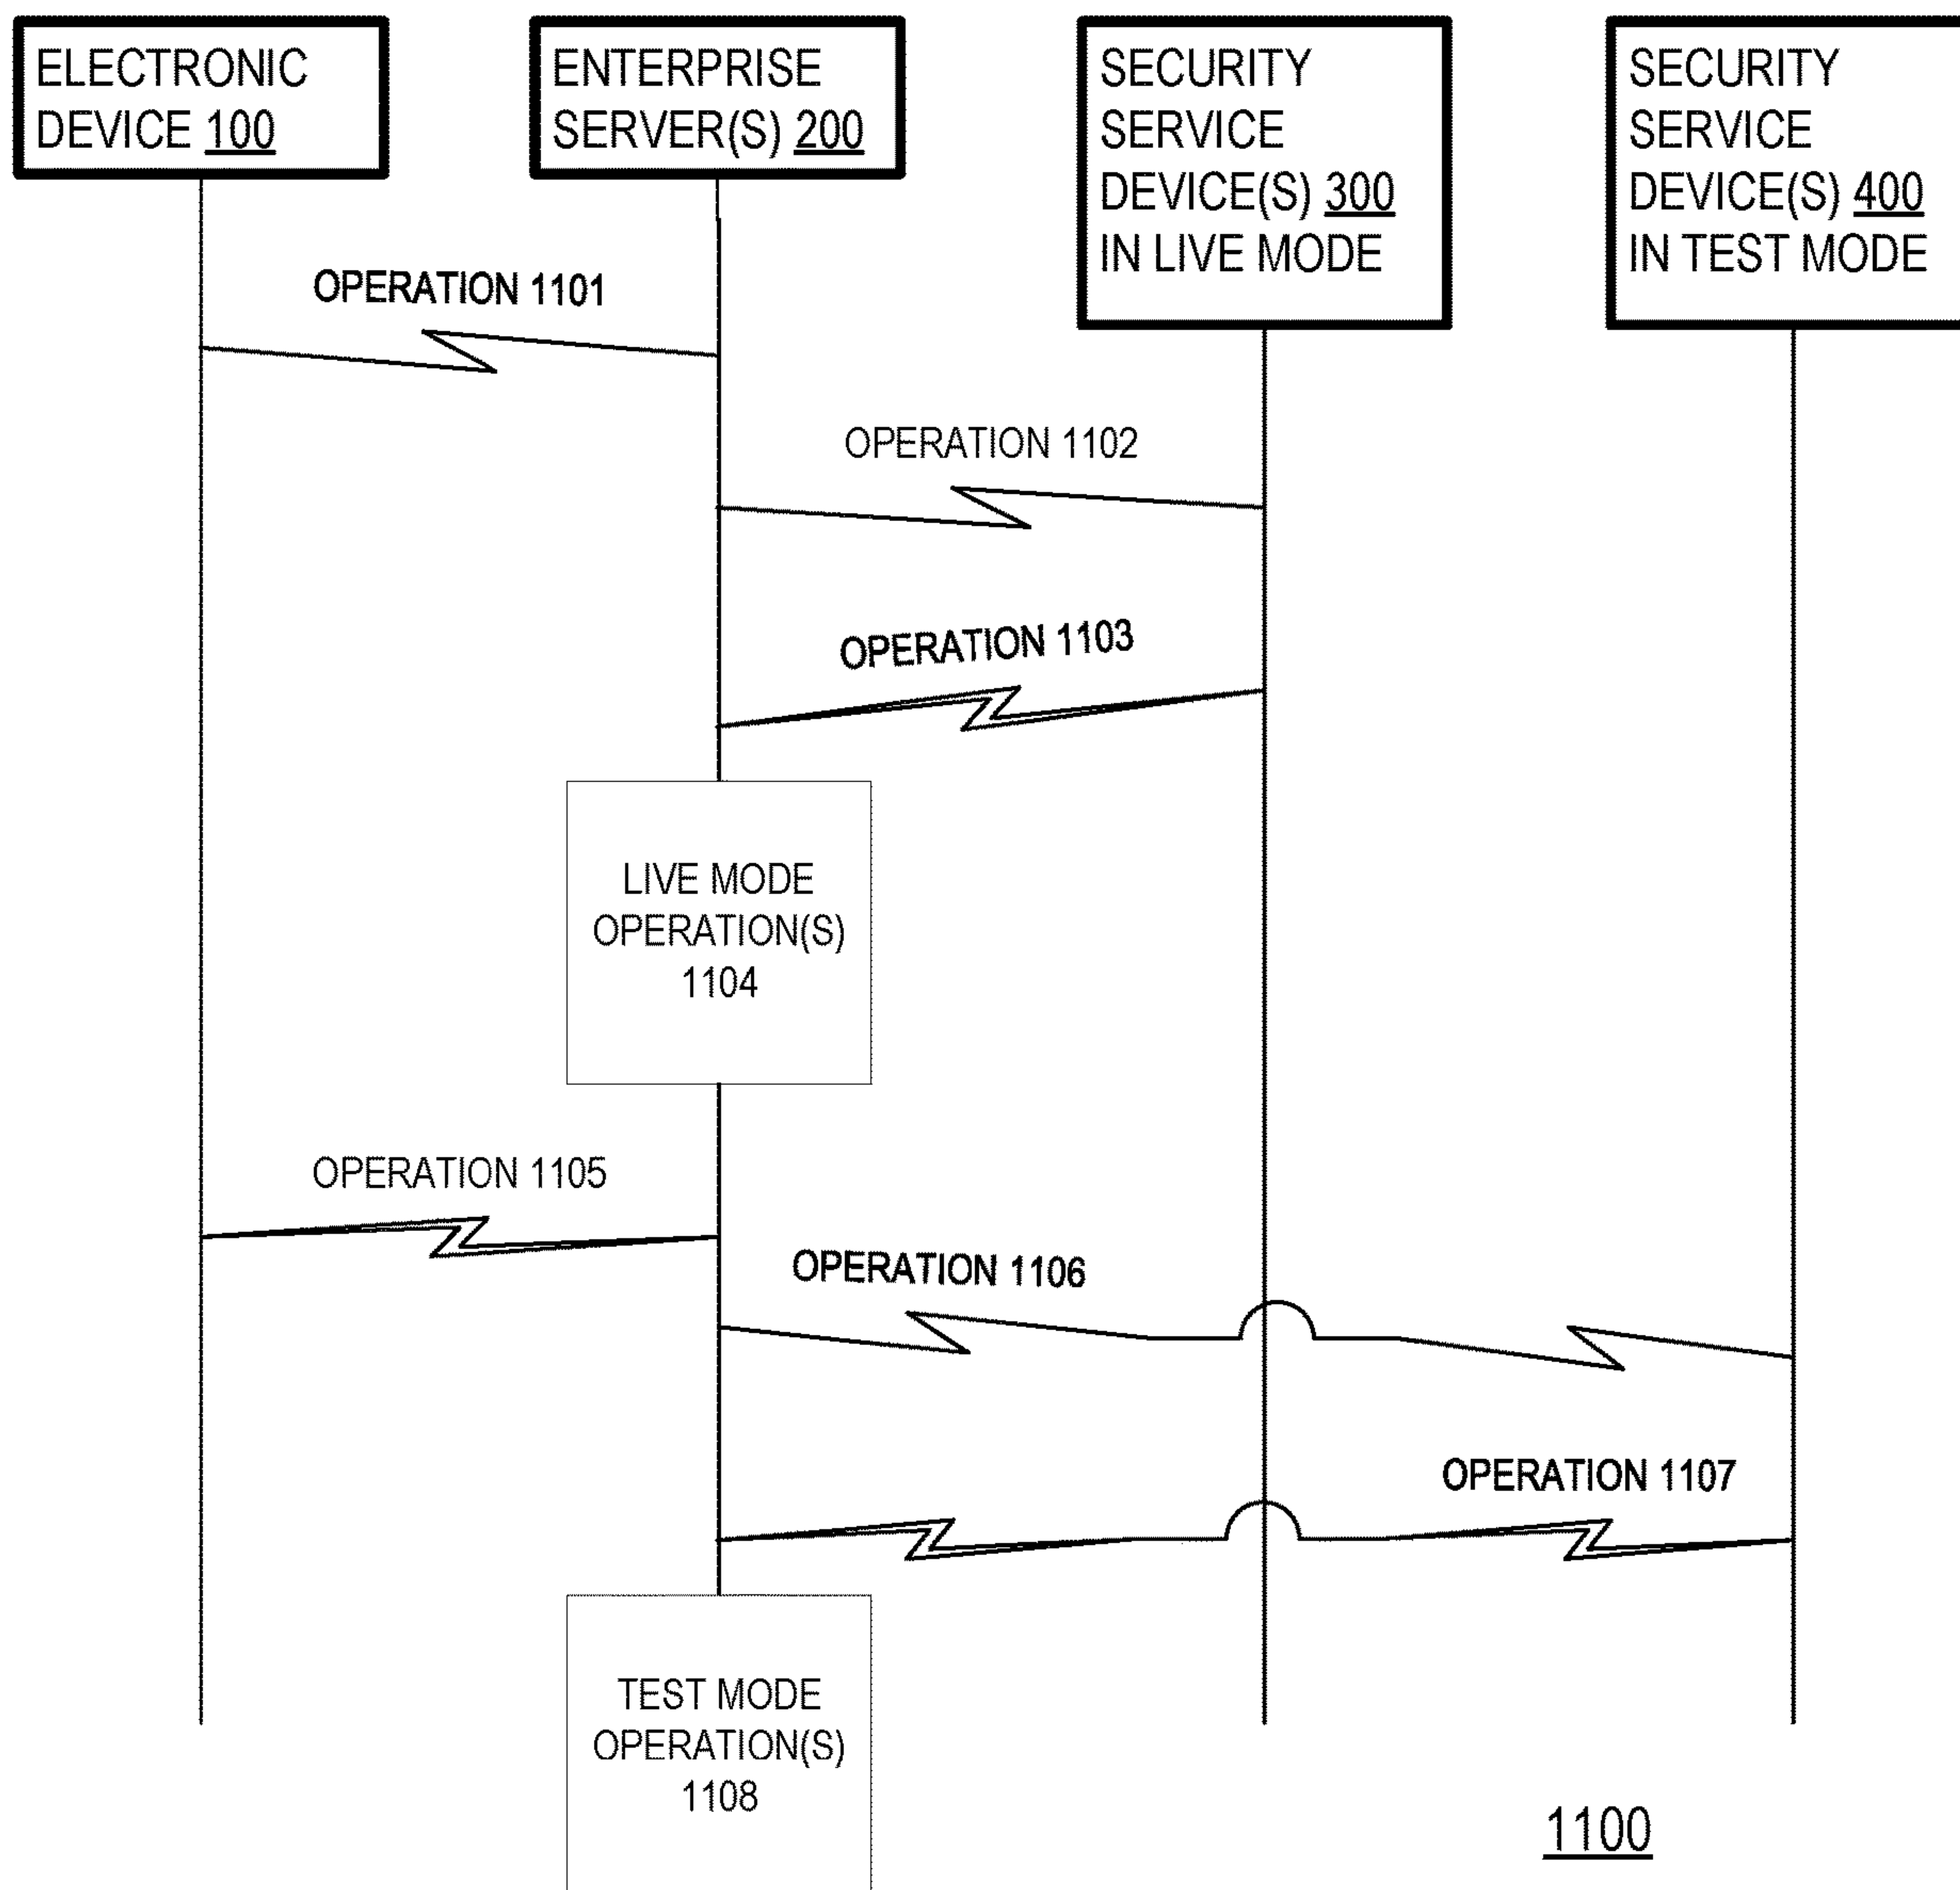 ELECTRONIC
DEVICE 100
ENTERPRISE
SERVER(S) 200
SECURITY
SERVICE
DEVICE(S) 300
IN LIVE MODE
SECURITY
SERVICE
DEVICE(S) 400
IN TEST MODE
OPERATION 1101
OPERATION 1102
OPERATION 1103
LIVE MODE
OPERATION(S)
1104
OPERATION 1105
OPERATION 1106
OPERATION 1107
TEST MODE
OPERATION(S)
1108
1100